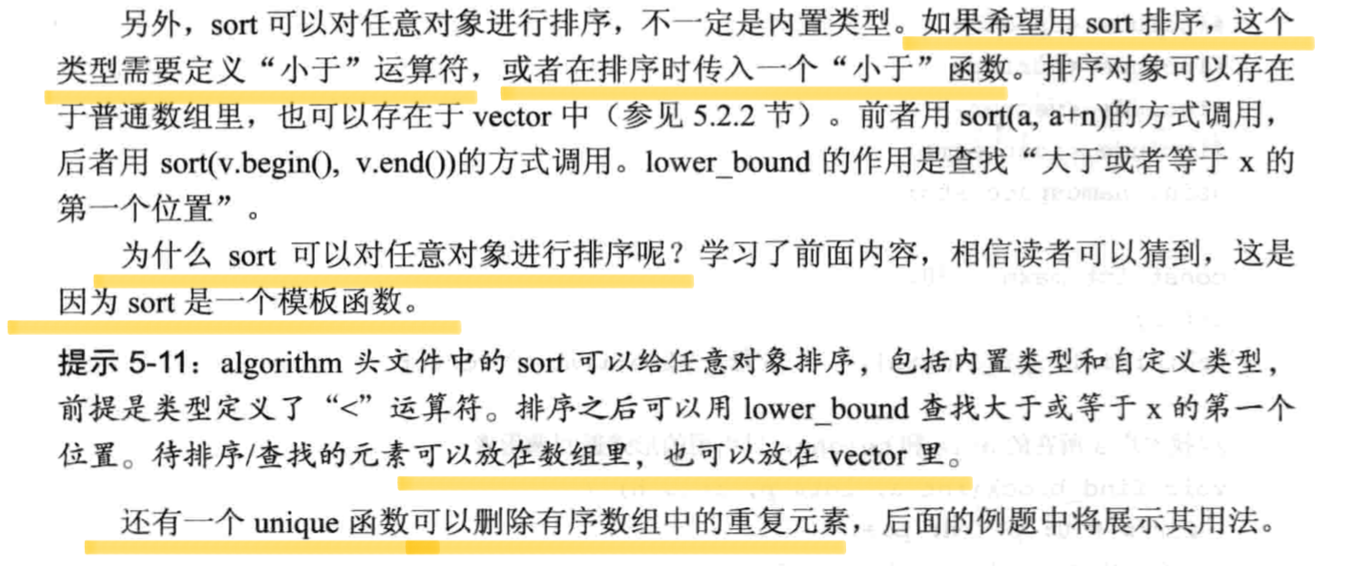 另外，sort 可以对任意对象进行排序，不一定是内置类型。如果希望用 sort 排序，这个
类型需要定义“小于”运算符，或者在排序时传入一个“小于”函数。排序对象可以存在
于普通数组里，也可以存在于 vector 中（参见 5.2.2 节）。前者用 sort(a, a+n)的方式调用，
后者用 sort(v.begin(), v.end())的方式调用。lower_bound 的作用是查找“大于或者等于 x 的
第一个位置”。
为什么 sort 可以对任意对象进行排序呢？学习了前面内容，相信读者可以猜到，这是
因为 sort 是一个模板函数。
提示 5-11：algorithm 头文件中的 sort 可以给任意对象排序，包括内置类型和自定义类型，
前提是类型定义了“<”运算符。排序之后可以用 lower_bound 查找大于或等于 x 的第一个
位置。待排序/查找的元素可以放在数组里，也可以放在 vector 里。
还有一个 unique 函数可以删除有序数组中的重复元素，后面的例题中将展示其用法。